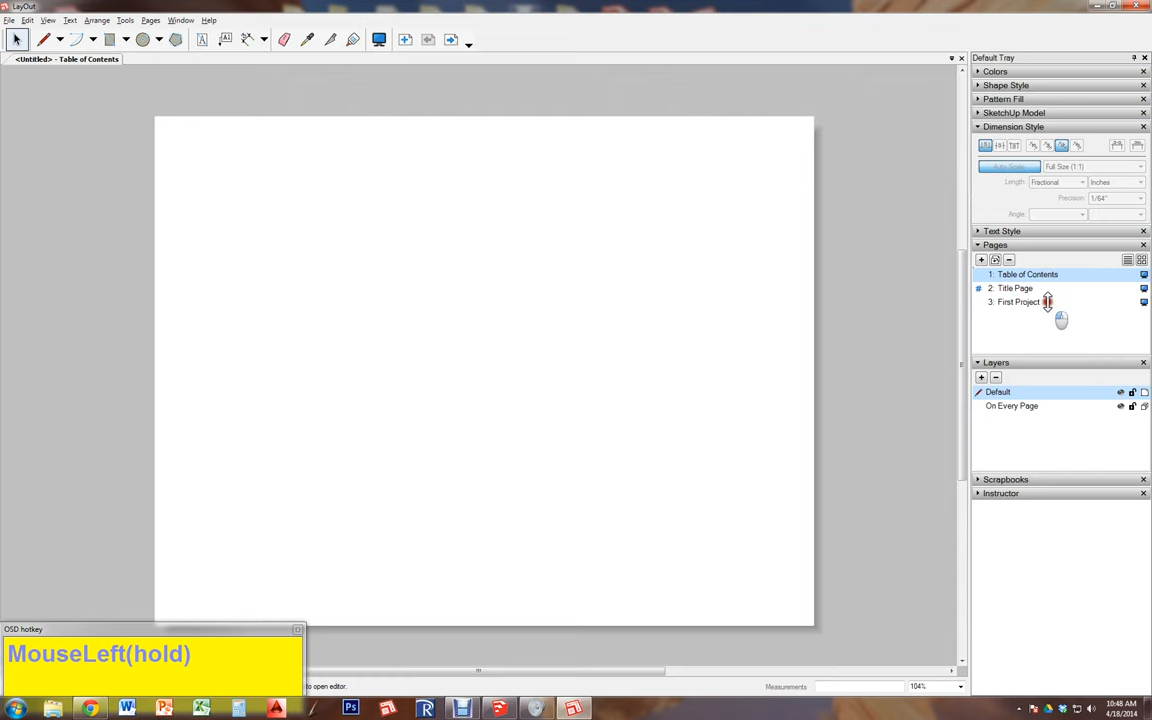 LayOut
File Edit View Text Arrange Tools Pages Window Help
<Untitled> - Table of Contents
Default Tray
Colors
Shape Style
Pattern Fill
SketchUp Model
Dimension Style
Auto Scale Full Size (1:1)
Length: Fractional Inches
Precision: 1/64"
Angle:
Text Style
Pages
1: Table of Contents
# 2: Title Page
3: First Project
Layers
Default
On Every Page
Scrapbooks
Instructor
OSD hotkey
MouseLeft(hold)
to open editor.
Measurements
104%
10:48 AM
4/18/2014